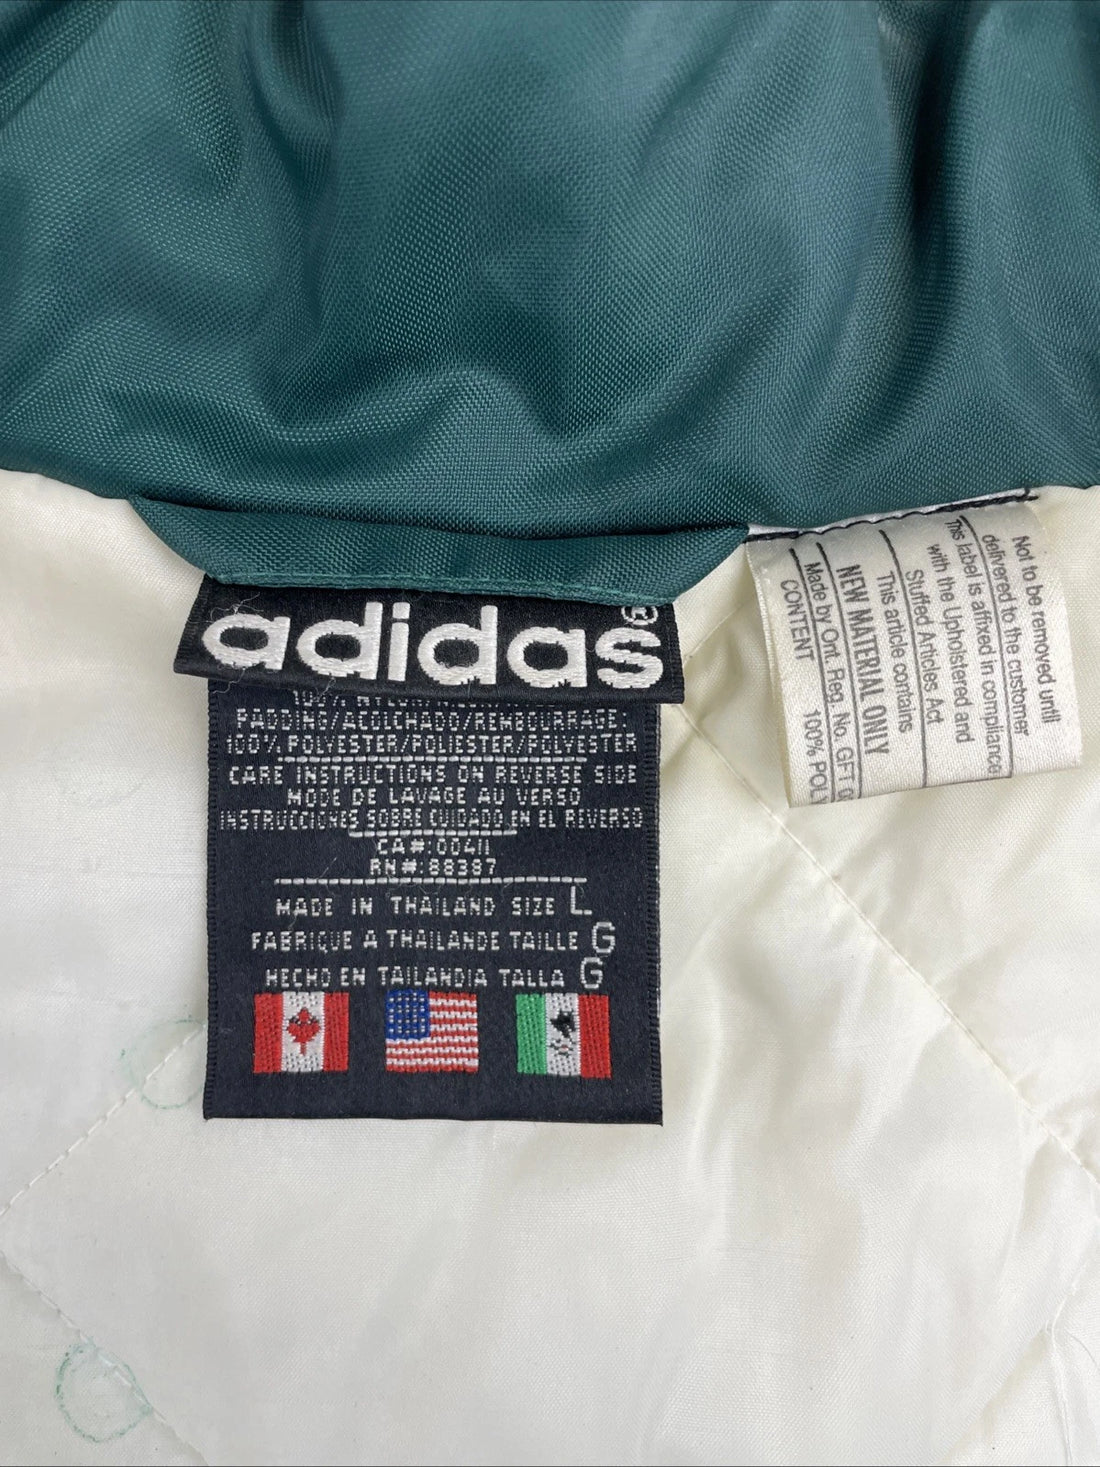 adidas®
100%
PADDING/ACOLCHADO/REMBOURRAGE:
100% POLYESTER/POLIESTER/POLYESTER
CARE INSTRUCTIONS ON REVERSE SIDE
MODE DE LAVAGE AU VERSO
INSTRUCCIONES SOBRE CUIDADO EN EL REVERSO
CA#:00411
RN#:88387
MADE IN THAILAND SIZE L
FABRIQUE A THAILANDE TAILLE G
HECHO EN TAILANDIA TALLA G
Not to be removed until
delivered to the customer
This label is affixed in compliance
with the Upholstered and
Stuffed Articles Act
This article contains
NEW MATERIAL ONLY
Made by Ont. Reg. No. GFT
CONTENT 100% POLY